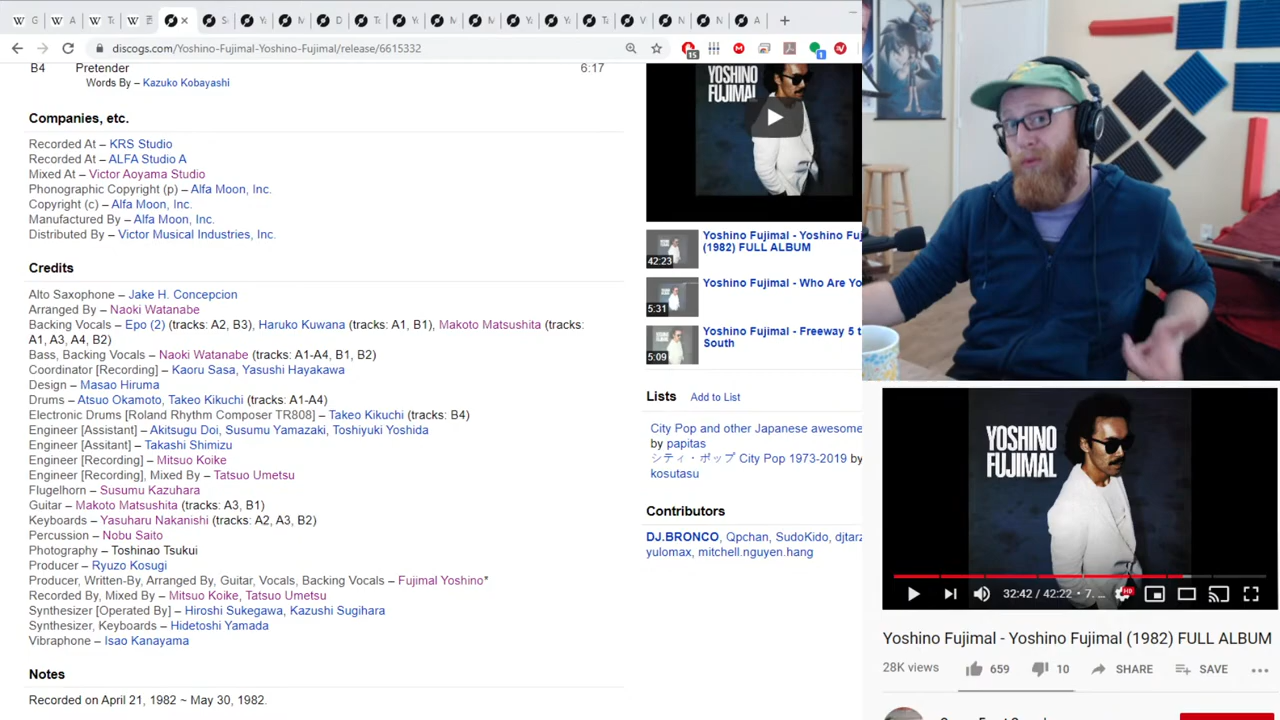 discogs.com/Yoshino-Fujimal-Yoshino-Fujimal/release/6615332
15
1
B4 Pretender 6:17
Words By – Kazuko Kobayashi
Companies, etc.
Recorded At – KRS Studio
Recorded At – ALFA Studio A
Mixed At – Victor Aoyama Studio
Phonographic Copyright (p) – Alfa Moon, Inc.
Copyright (c) – Alfa Moon, Inc.
Manufactured By – Alfa Moon, Inc.
Distributed By – Victor Musical Industries, Inc.
Credits
Alto Saxophone – Jake H. Concepcion
Arranged By – Naoki Watanabe
Backing Vocals – Epo (2) (tracks: A2, B3), Haruko Kuwana (tracks: A1, B1), Makoto Matsushita (tracks:
A1, A3, A4, B2)
Bass, Backing Vocals – Naoki Watanabe (tracks: A1-A4, B1, B2)
Coordinator [Recording] – Kaoru Sasa, Yasushi Hayakawa
Design – Masao Hiruma
Drums – Atsuo Okamoto, Takeo Kikuchi (tracks: A1-A4)
Electronic Drums [Roland Rhythm Composer TR808] – Takeo Kikuchi (tracks: B4)
Engineer [Assistant] – Akitsugu Doi, Susumu Yamazaki, Toshiyuki Yoshida
Engineer [Assitant] – Takashi Shimizu
Engineer [Recording] – Mitsuo Koike
Engineer [Recording], Mixed By – Tatsuo Umetsu
Flugelhorn – Susumu Kazuhara
Guitar – Makoto Matsushita (tracks: A3, B1)
Keyboards – Yasuharu Nakanishi (tracks: A2, A3, B2)
Percussion – Nobu Saito
Photography – Toshinao Tsukui
Producer – Ryuzo Kosugi
Producer, Written-By, Arranged By, Guitar, Vocals, Backing Vocals – Fujimal Yoshino*
Recorded By, Mixed By – Mitsuo Koike, Tatsuo Umetsu
Synthesizer [Operated By] – Hiroshi Sukegawa, Kazushi Sugihara
Synthesizer, Keyboards – Hidetoshi Yamada
Vibraphone – Isao Kanayama
Notes
Recorded on April 21, 1982 ~ May 30, 1982.
YOSHINO
FUJIMAL
Yoshino Fujimal - Yoshino Fuj
(1982) FULL ALBUM
42:23
Yoshino Fujimal - Who Are Yo
5:31
Yoshino Fujimal - Freeway 5 t
South
5:09
Lists Add to List
City Pop and other Japanese awesome
by papitas
シティ・ポップ City Pop 1973-2019 by
kosutasu
Contributors
DJ.BRONCO, Qpchan, SudoKido, djtarz
yulomax, mitchell.nguyen.hang
YOSHINO
FUJIMAL
32:42 / 42:22 • 7. ...
HD
Yoshino Fujimal - Yoshino Fujimal (1982) FULL ALBUM
28K views 659 10 SHARE SAVE